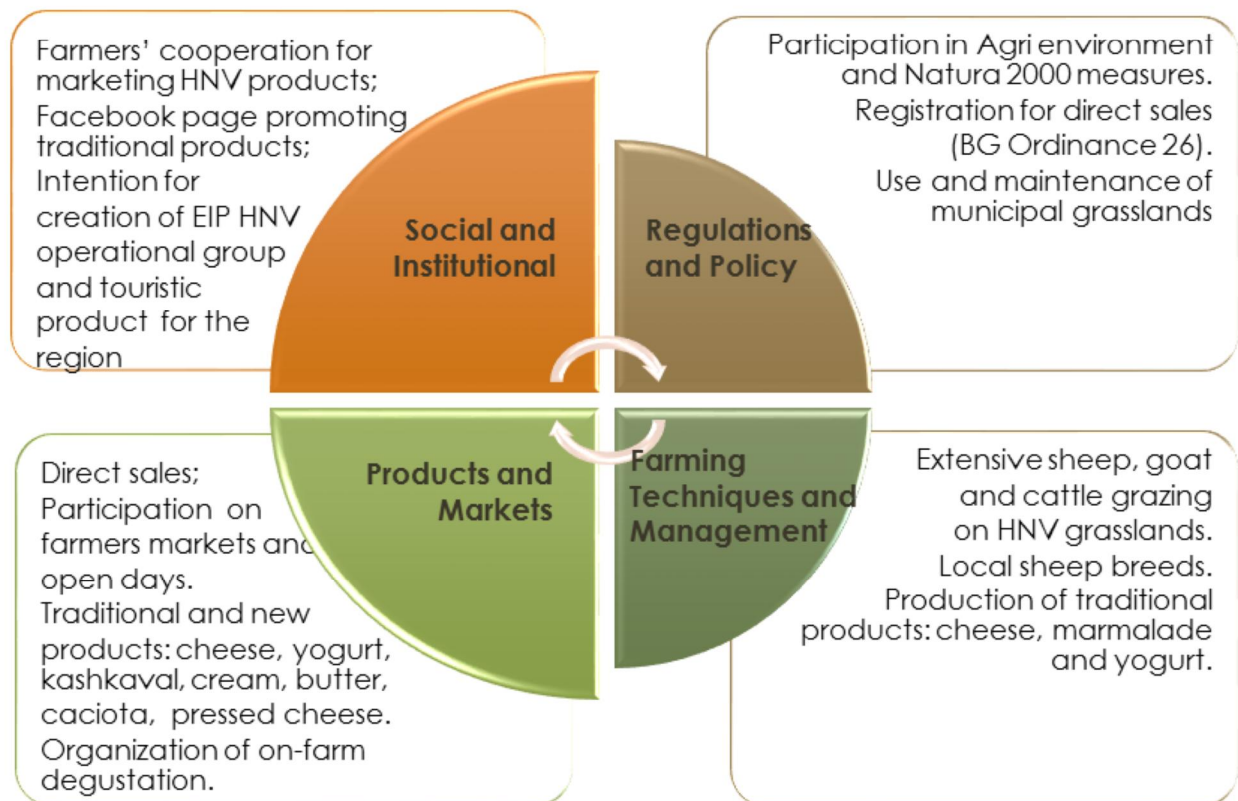 Farmers' cooperation for
marketing HNV products;
Facebook page promoting
traditional products;
Intention for
creation of EIP HNV
operational group
and touristic
product for the
region
Social and
Institutional
Participation in Agri environment
and Natura 2000 measures.
Registration for direct sales
(BG Ordinance 26).
Use and maintenance of
municipal grasslands
Regulations
and Policy
Direct sales;
Participation on
farmers markets and
open days.
Traditional and new
products: cheese, yogurt,
kashkaval, cream, butter,
caciota, pressed cheese.
Organization of on-farm
degustation.
Products and
Markets
Farming
Techniques and
Management
Extensive sheep, goat
and cattle grazing
on HNV grasslands.
Local sheep breeds.
Production of traditional
products: cheese, marmalade
and yogurt.